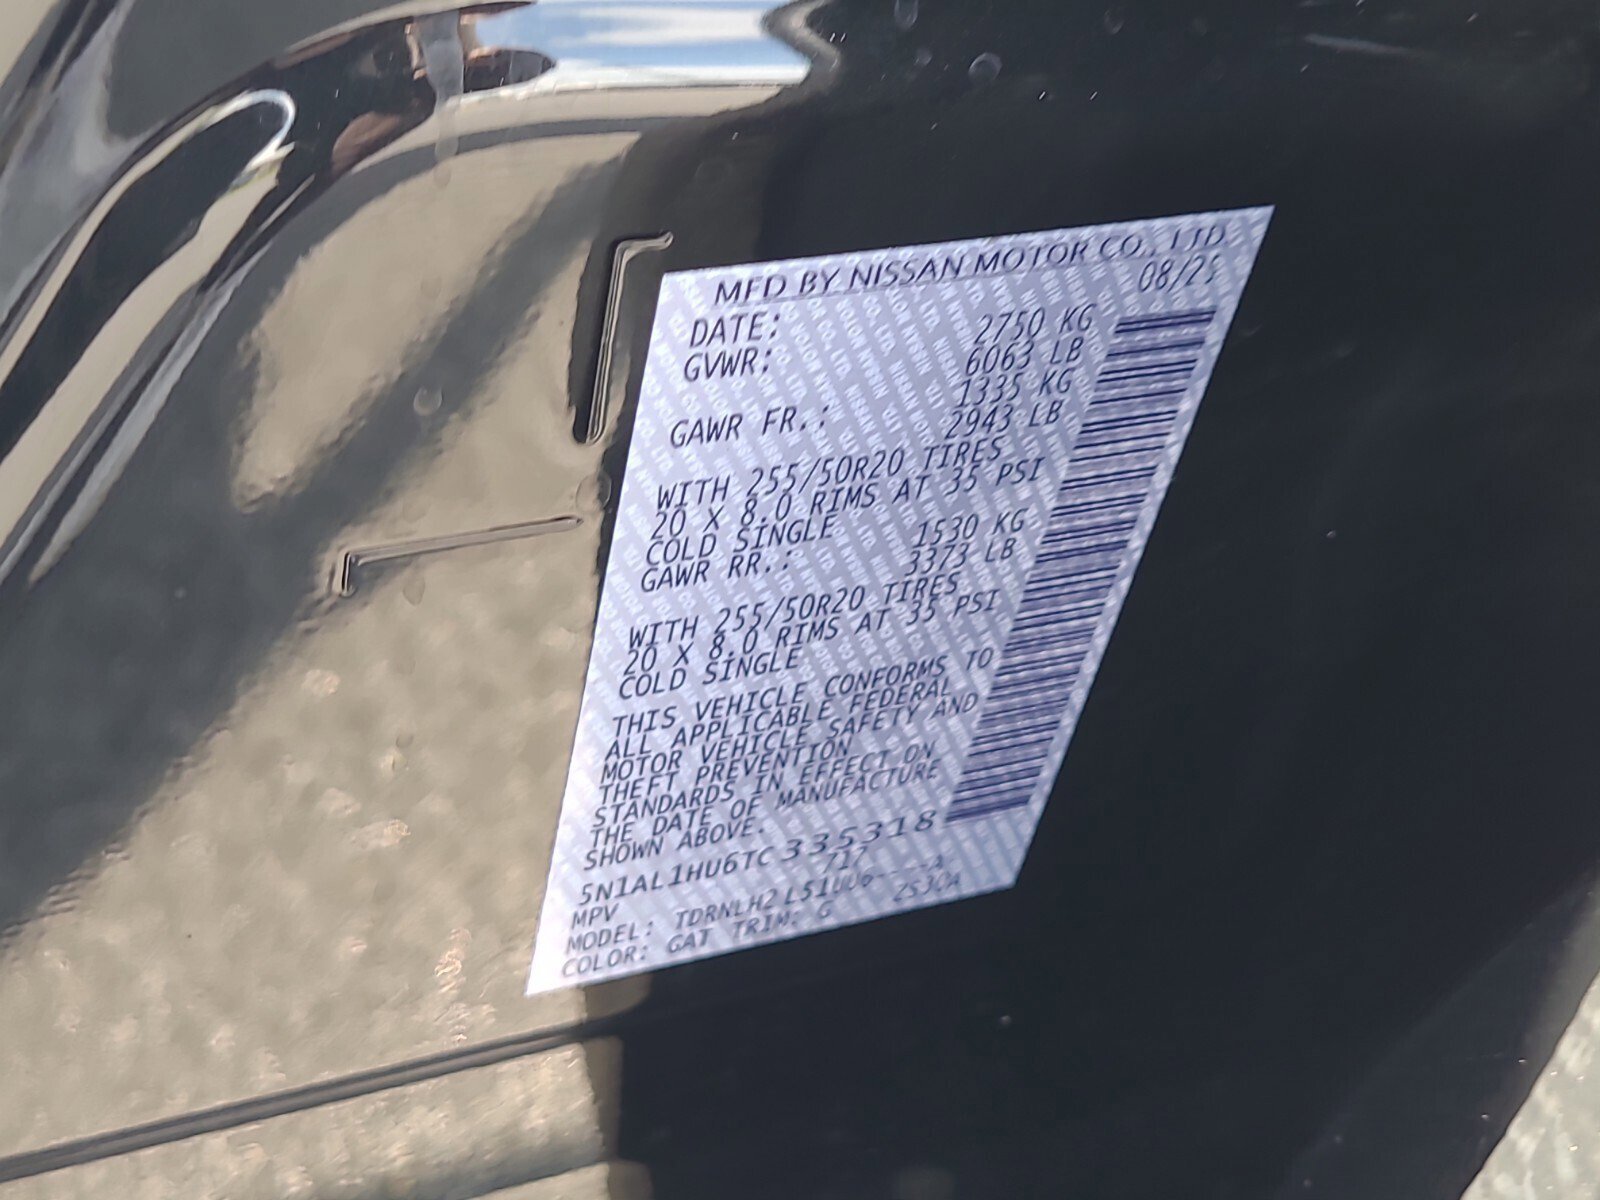 MFD BY NISSAN MOTOR CO., LTD.
DATE: 08/25
GVWR: 2750 KG
6063 LB
GAWR FR.: 1335 KG
2943 LB
WITH 255/50R20 TIRES
20 X 8.0 RIMS AT 35 PSI
COLD SINGLE
GAWR RR.: 1530 KG
3373 LB
WITH 255/50R20 TIRES
20 X 8.0 RIMS AT 35 PSI
COLD SINGLE
THIS VEHICLE CONFORMS TO
ALL APPLICABLE FEDERAL
MOTOR VEHICLE SAFETY AND
THEFT PREVENTION
STANDARDS IN EFFECT ON
THE DATE OF MANUFACTURE
SHOWN ABOVE.
5N1AL1HU6TC335318
MPV 717
MODEL:
COLOR: GAT TRIM: G